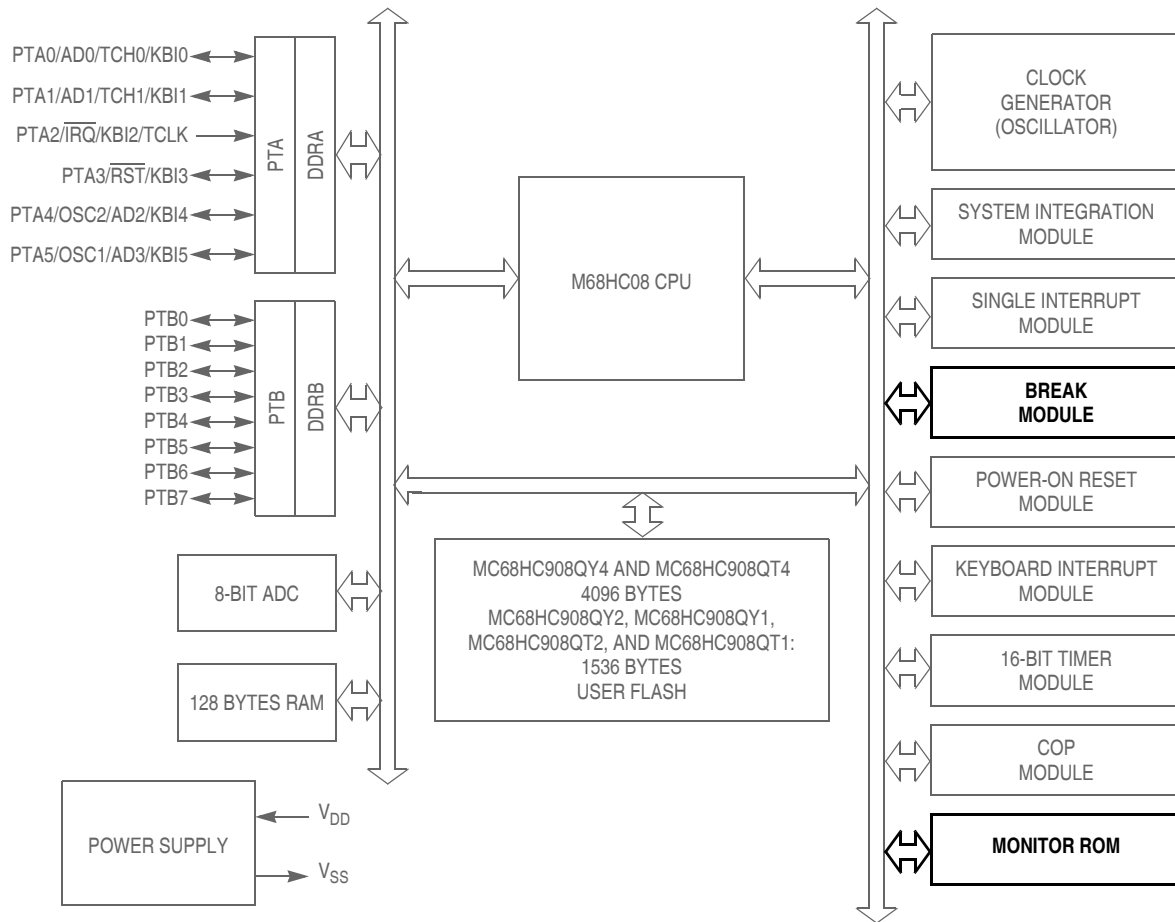 PTA0/AD0/TCH0/KBI0
PTA1/AD1/TCH1/KBI1
PTA2/IRQ/KBI2/TCLK
PTA3/RST/KBI3
PTA4/OSC2/AD2/KBI4
PTA5/OSC1/AD3/KBI5
PTA
DDRA
PTB0
PTB1
PTB2
PTB3
PTB4
PTB5
PTB6
PTB7
PTB
DDRB
8-BIT ADC
128 BYTES RAM
POWER SUPPLY
VDD
VSS
M68HC08 CPU
MC68HC908QY4 AND MC68HC908QT4
4096 BYTES
MC68HC908QY2, MC68HC908QY1,
MC68HC908QT2, AND MC68HC908QT1:
1536 BYTES
USER FLASH
CLOCK
GENERATOR
(OSCILLATOR)
SYSTEM INTEGRATION
MODULE
SINGLE INTERRUPT
MODULE
BREAK
MODULE
POWER-ON RESET
MODULE
KEYBOARD INTERRUPT
MODULE
16-BIT TIMER
MODULE
COP
MODULE
MONITOR ROM